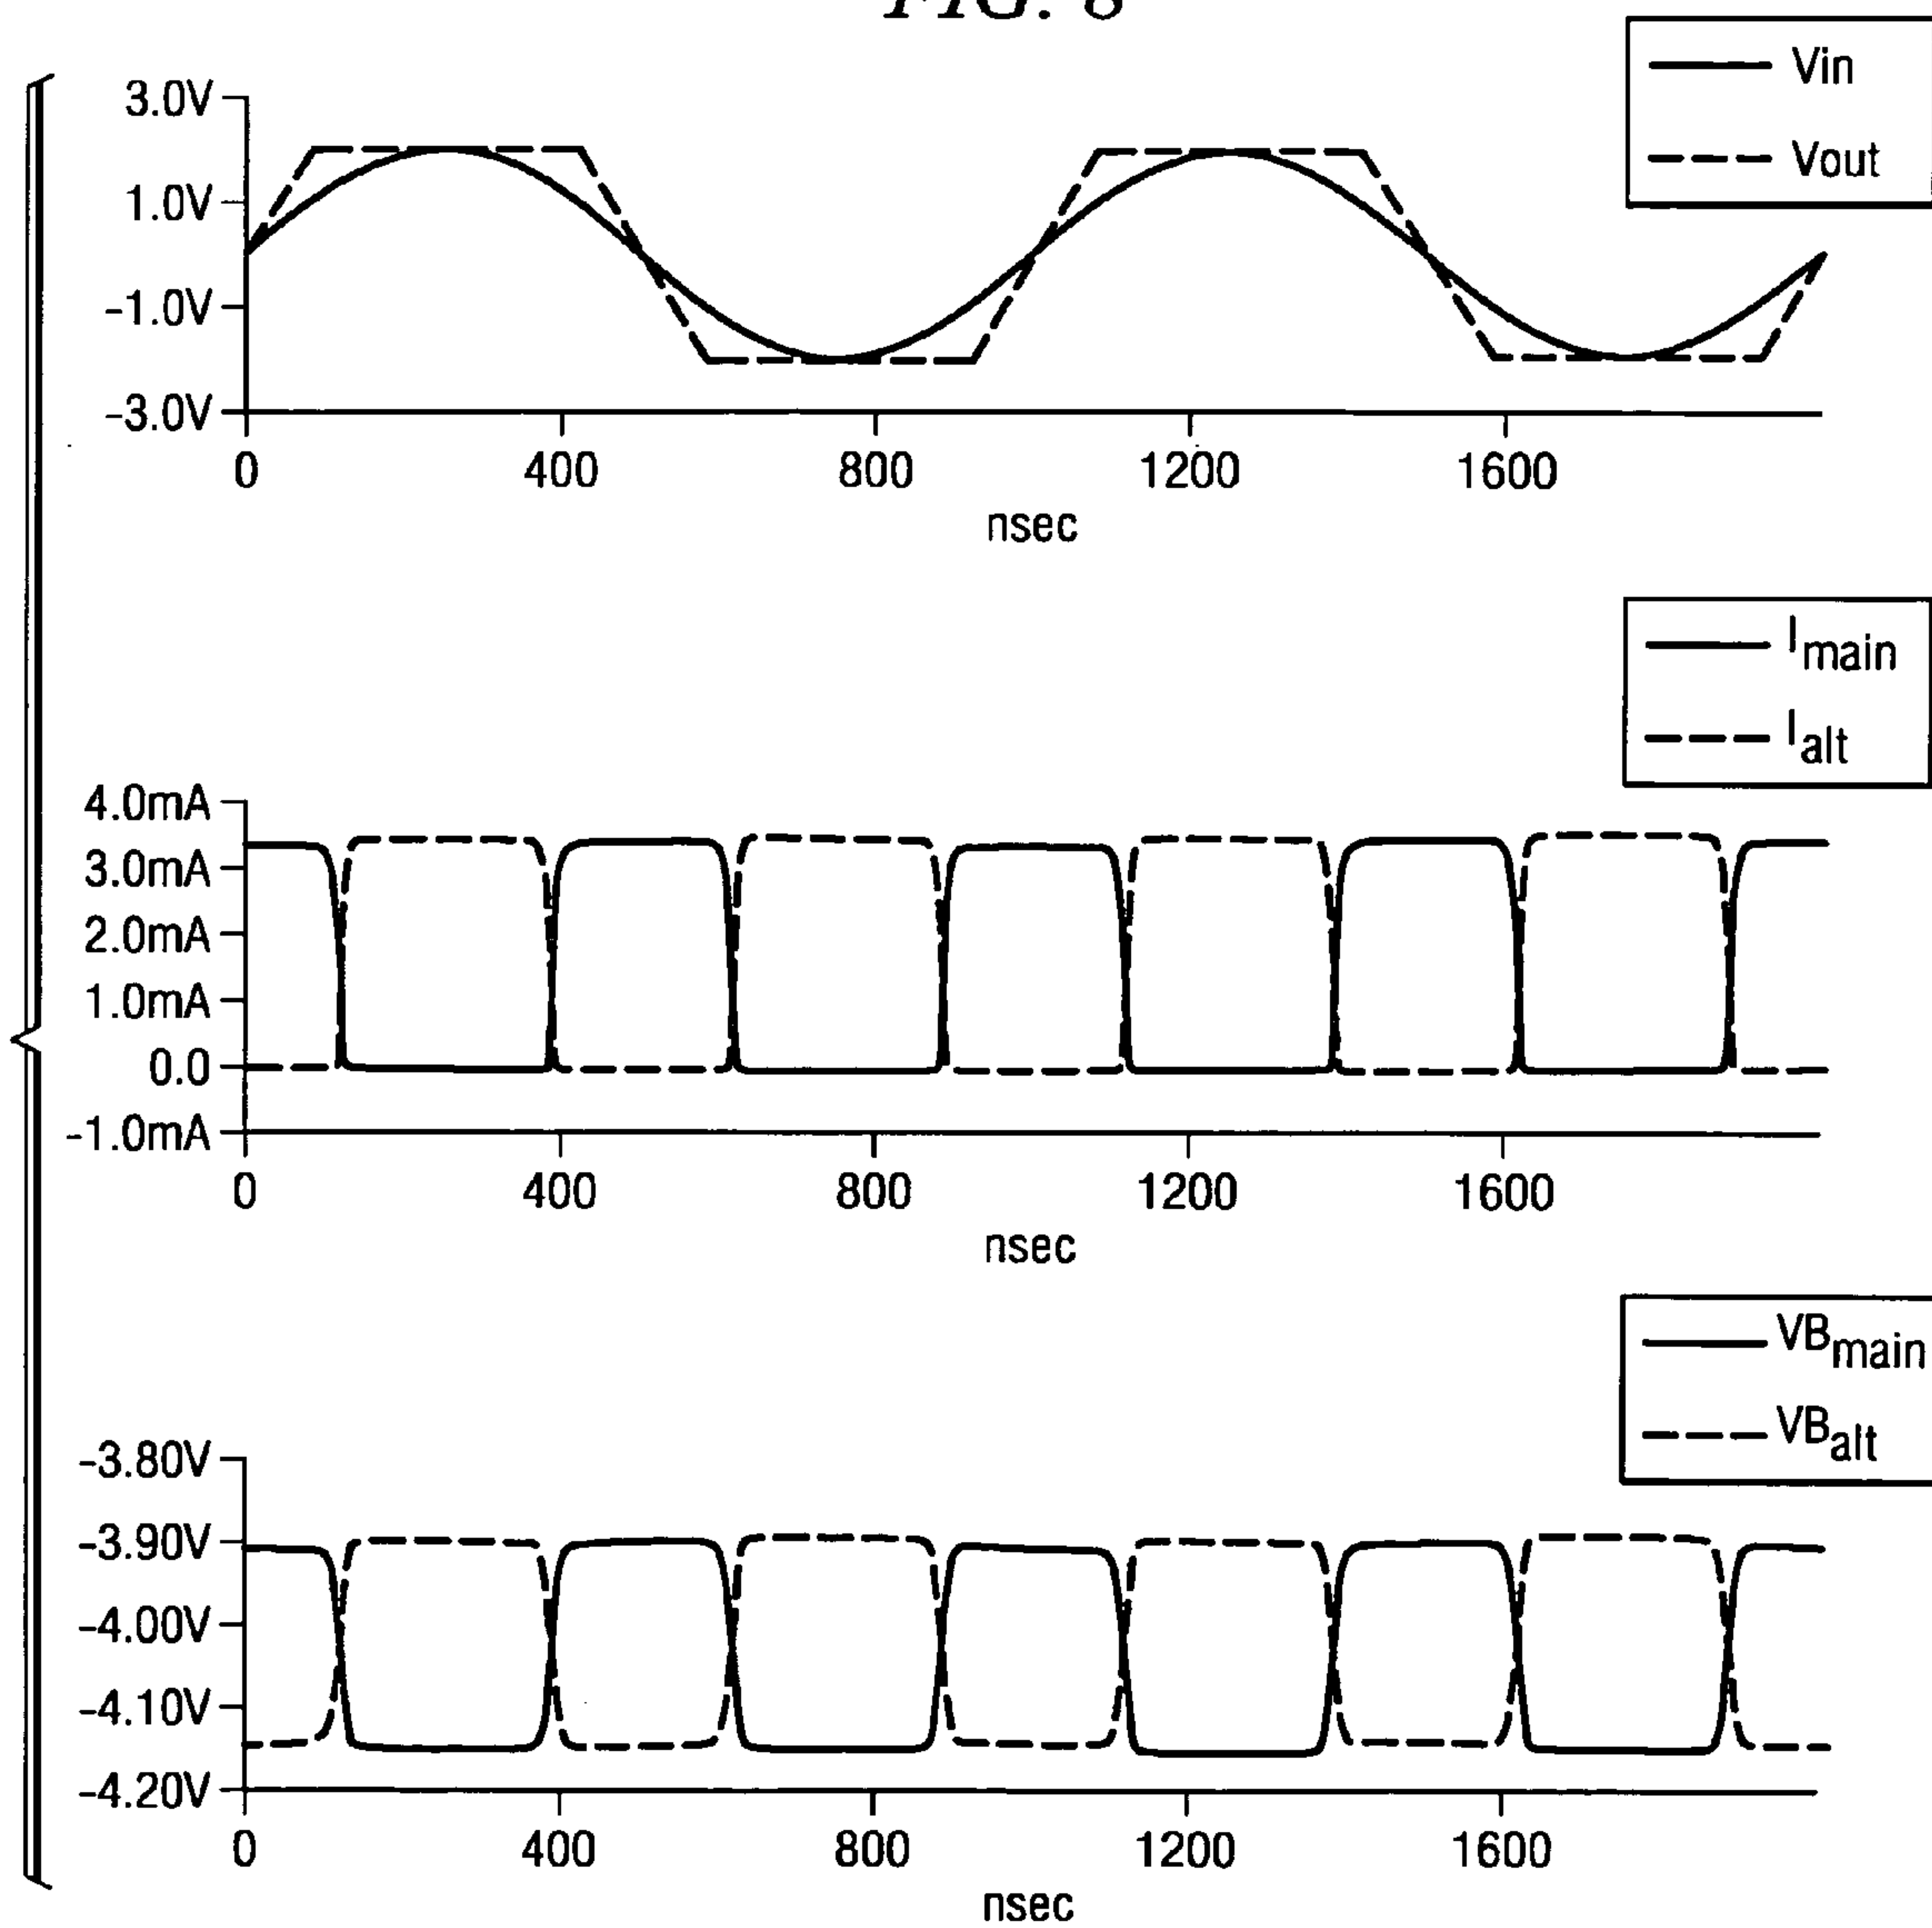 FIG. 8
Vin
Vout
3.0V
1.0V
-1.0V
-3.0V
0 400 800 1200 1600
nsec
Imain
Ialt
4.0mA
3.0mA
2.0mA
1.0mA
0.0
-1.0mA
0 400 800 1200 1600
nsec
VBmain
VBalt
-3.80V
-3.90V
-4.00V
-4.10V
-4.20V
0 400 800 1200 1600
nsec